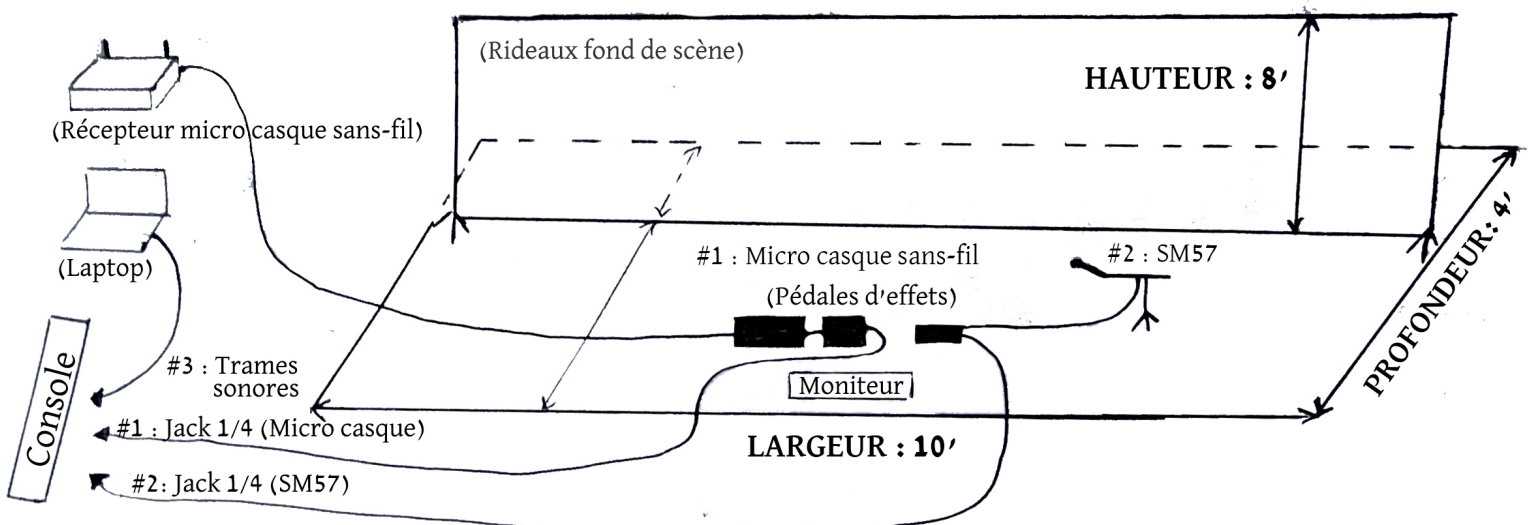 (Rideaux fond de scène)
HAUTEUR : 8'
(Récepteur micro casque sans-fil)
(Laptop)
#1 : Micro casque sans-fil
#2 : SM57
(Pédales d'effets)
PROFONDEUR: 4'
#3 : Trames
sonores
Moniteur
Console
#1 : Jack 1/4 (Micro casque)
LARGEUR : 10'
#2: Jack 1/4 (SM57)